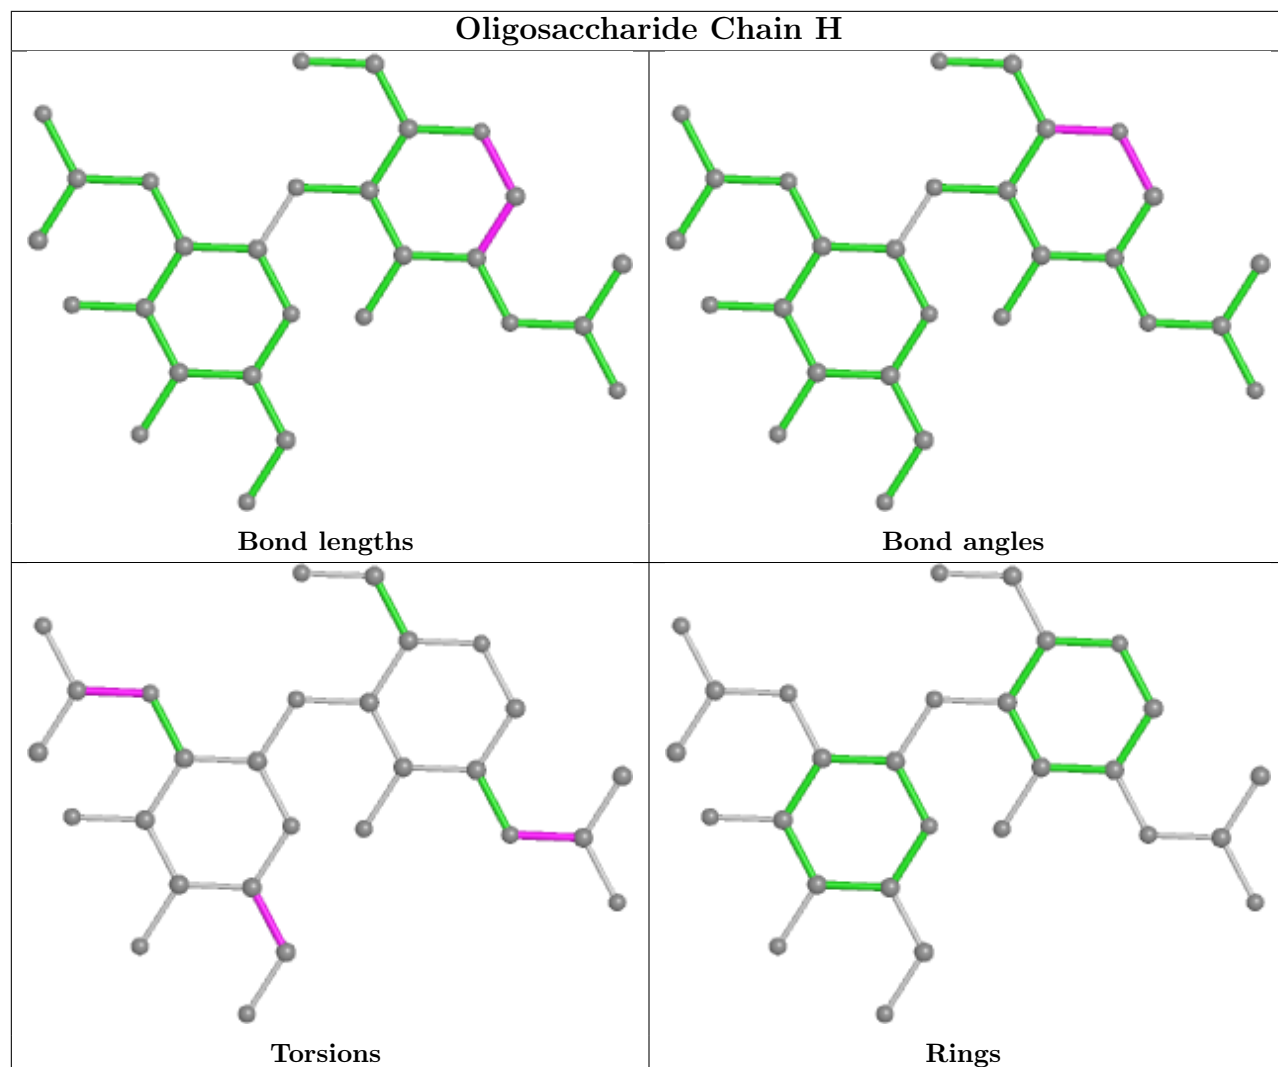 Oligosaccharide Chain H
Bond lengths
Bond angles
Torsions
Rings